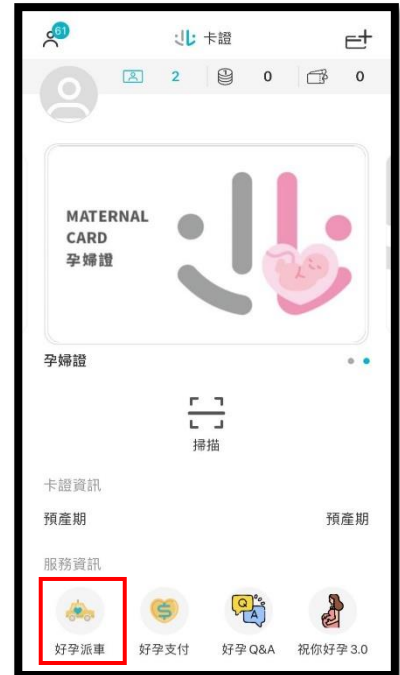 61
卡證
2 0 0
MATERNAL
CARD
孕婦證
孕婦證
掃描
卡證資訊
預產期 預產期
服務資訊
Q
A
好孕派車 好孕支付 好孕Q&A 祝你好孕3.0